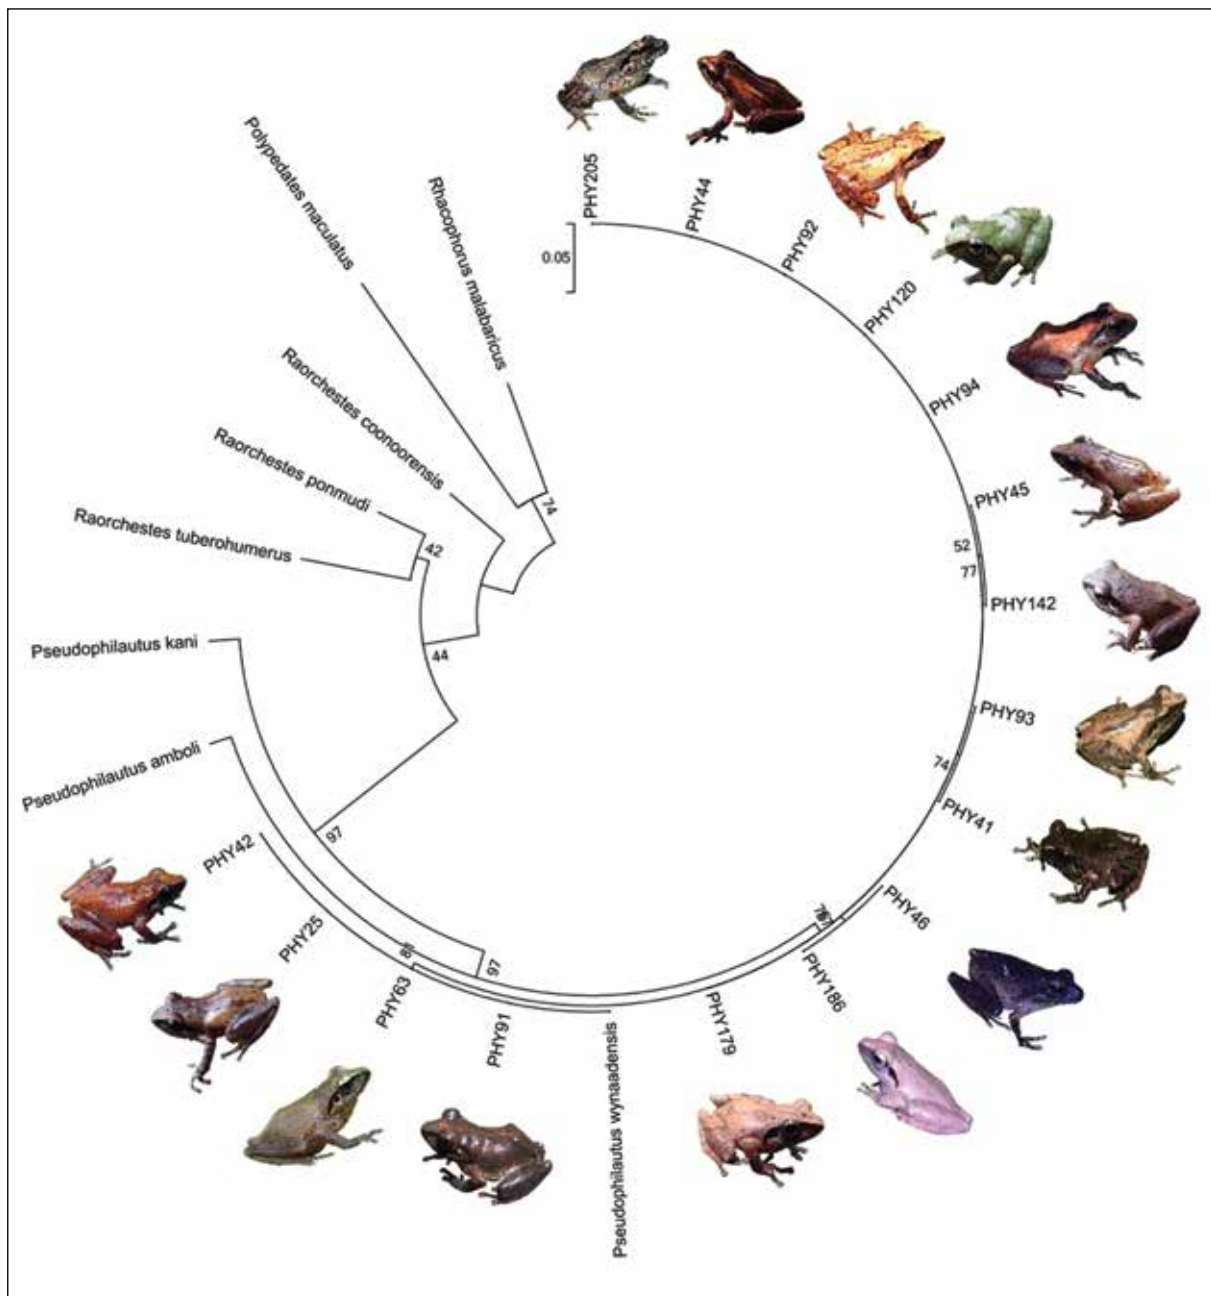 PHY205
PHY44
PHY92
PHY120
PHY94
PHY45
52
77
PHY142
PHY93
74
PHY41
PHY46
PHY186
PHY179
Pseudophilautus wynaadensis
PHY91
PHY63
PHY25
PHY42
97
97
Pseudophilautus amboli
Pseudophilautus kani
Raorchestes tuberohumerus
Raorchestes ponmudi
42
44
Raorchestes coonoorensis
Polypedates maculatus
Rhacophorus malabaricus
74
0.05